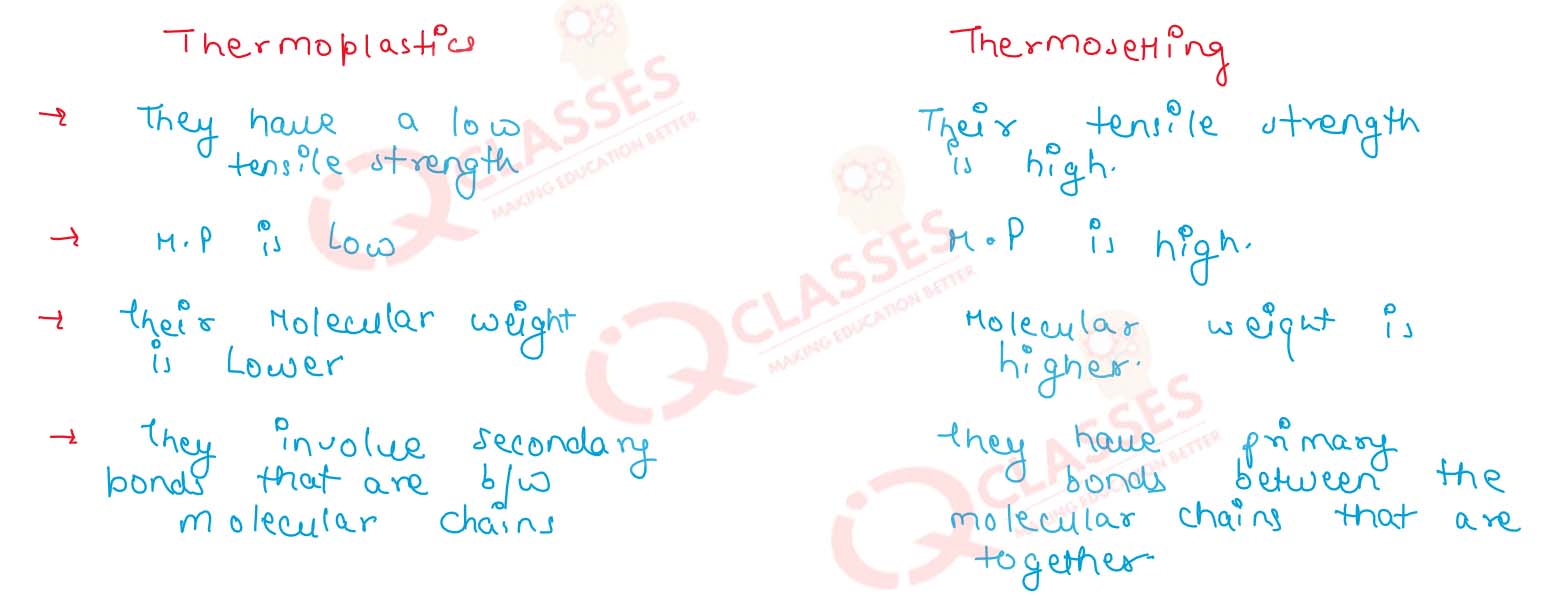 Thermoplastics
→ They have a low
tensile strength
→ M.P is Low
→ their Molecular weight
is Lower
→ they involve secondary
bonds that are b/w
molecular chains
Thermosetting
Their tensile strength
is high.
M.P is high.
Molecular weight is
higher.
they have primary
bonds between the
molecular chains that are
together.
IQ CLASSES
MAKING EDUCATION BETTER
IQ CLASSES
MAKING EDUCATION BETTER
IQ CLASSES
MAKING EDUCATION BETTER